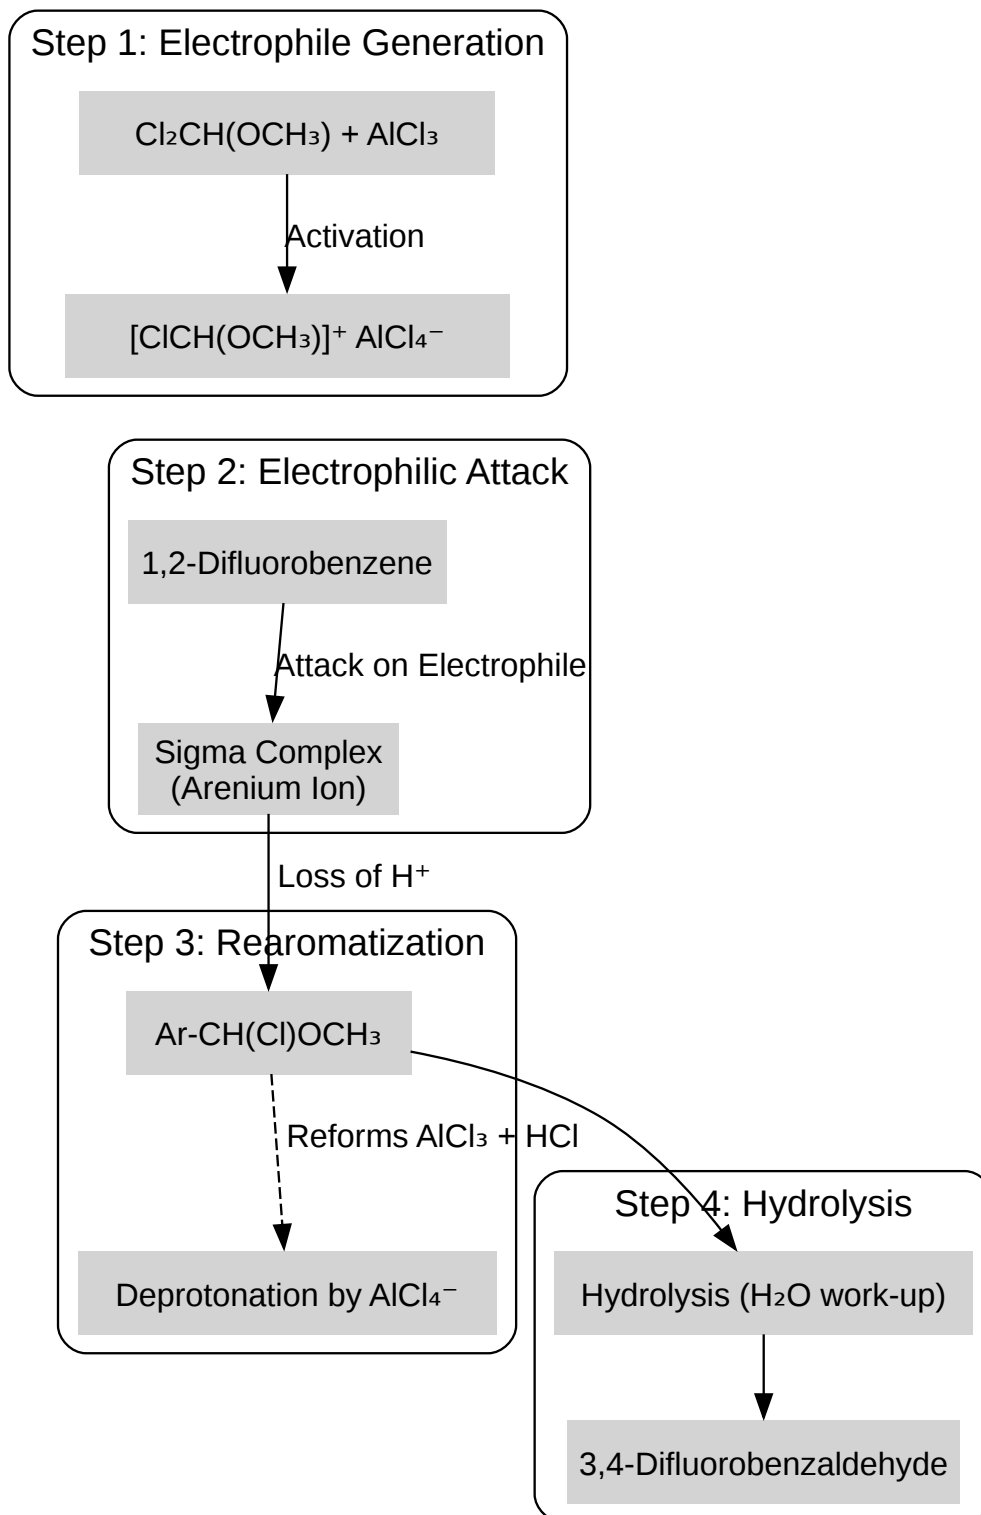 Step 1: Electrophile Generation
Cl₂CH(OCH₃) + AlCl₃
Activation
[ClCH(OCH₃)]⁺ AlCl₄⁻
Step 2: Electrophilic Attack
1,2-Difluorobenzene
Attack on Electrophile
Sigma Complex
(Arenium Ion)
Loss of H⁺
Step 3: Rearomatization
Ar-CH(Cl)OCH₃
Reforms AlCl₃ + HCl
Deprotonation by AlCl₄⁻
Step 4: Hydrolysis
Hydrolysis (H₂O work-up)
3,4-Difluorobenzaldehyde